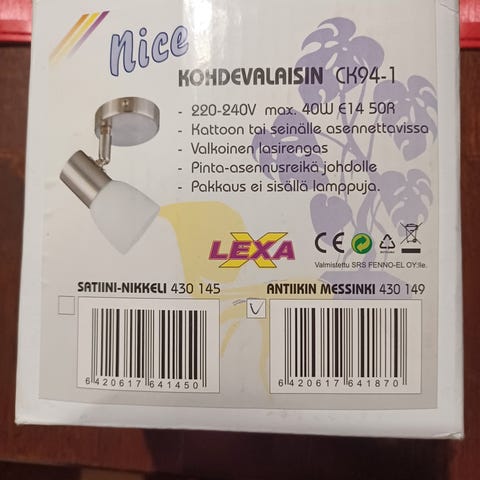 Nice
KOHDEVALAISIN CK94-1
- 220-240V max. 40W E14 50R
- Kattoon tai seinälle asennettavissa
- Valkoinen lasirengas
- Pinta-asennusreikä johdolle
- Pakkaus ei sisällä lamppuja.
LEXA
CE
Valmistettu SRS FENNO-EL OY:lle.
SATIINI-NIKKELI 430 145
ANTIIKIN MESSINKI 430 149
6 420617 641450
6 420617 641870